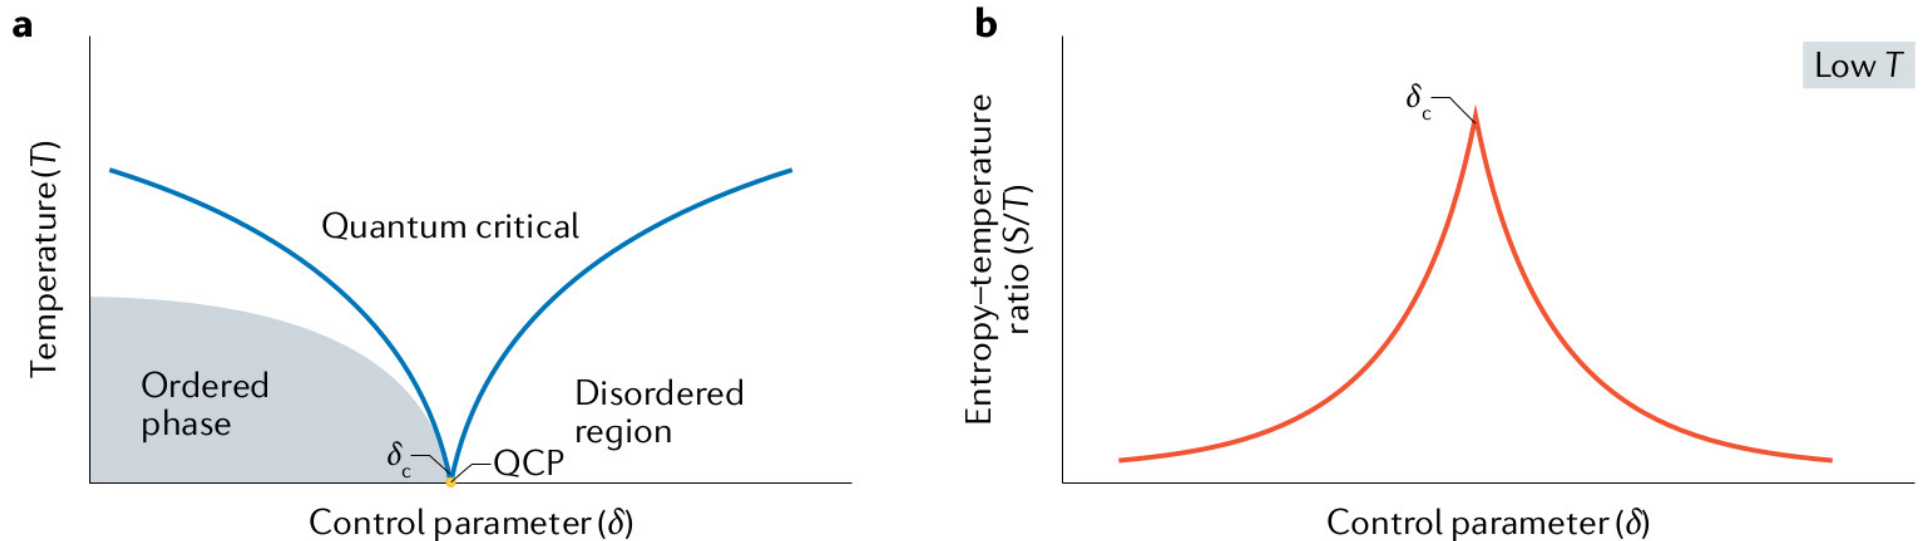 a
Temperature (T)
Quantum critical
Ordered
phase
Disordered
region
δc
QCP
Control parameter (δ)
b
Low T
δc
Entropy–temperature
ratio (S/T)
Control parameter (δ)